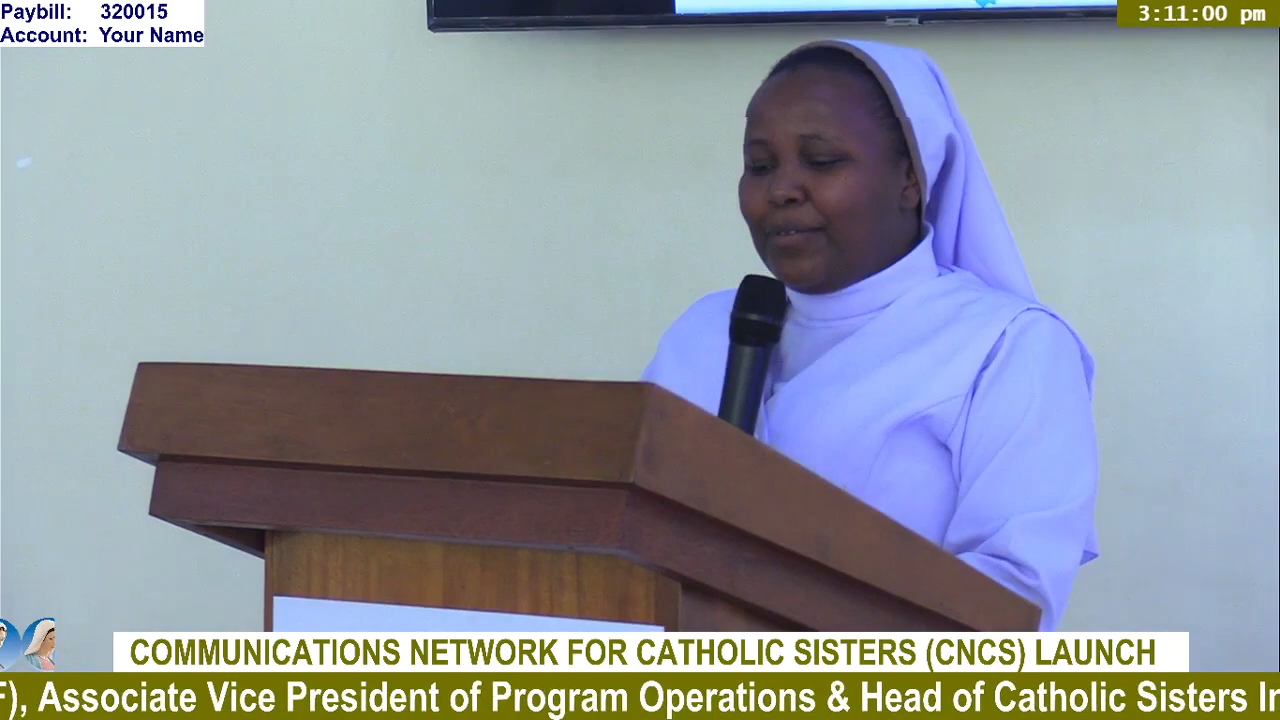 Paybill: 320015
Account: Your Name
3:11:00 pm
COMMUNICATIONS NETWORK FOR CATHOLIC SISTERS (CNCS) LAUNCH
F), Associate Vice President of Program Operations & Head of Catholic Sisters In